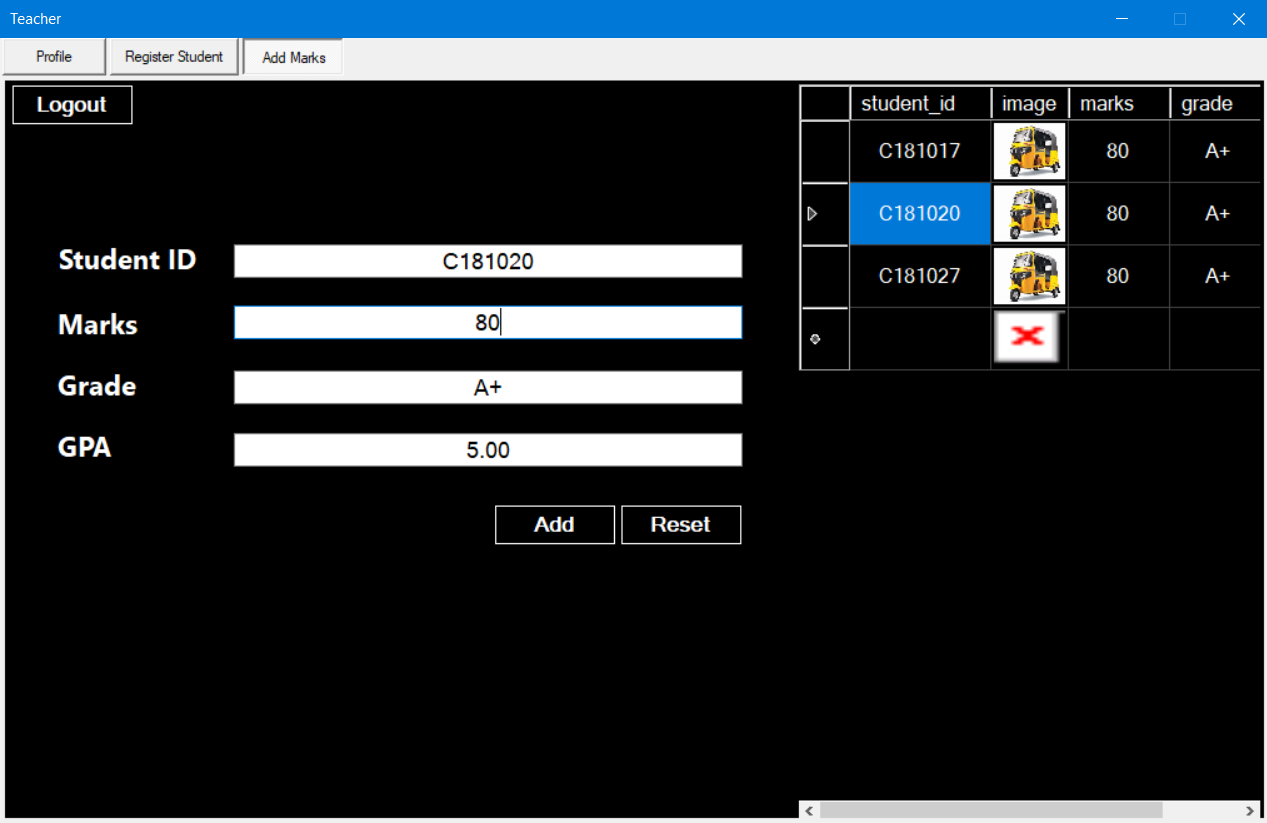 Teacher
Profile Register Student Add Marks
Logout
Student ID C181020
Marks 80
Grade A+
GPA 5.00
Add Reset
student_id image marks grade
C181017 80 A+
C181020 80 A+
C181027 80 A+